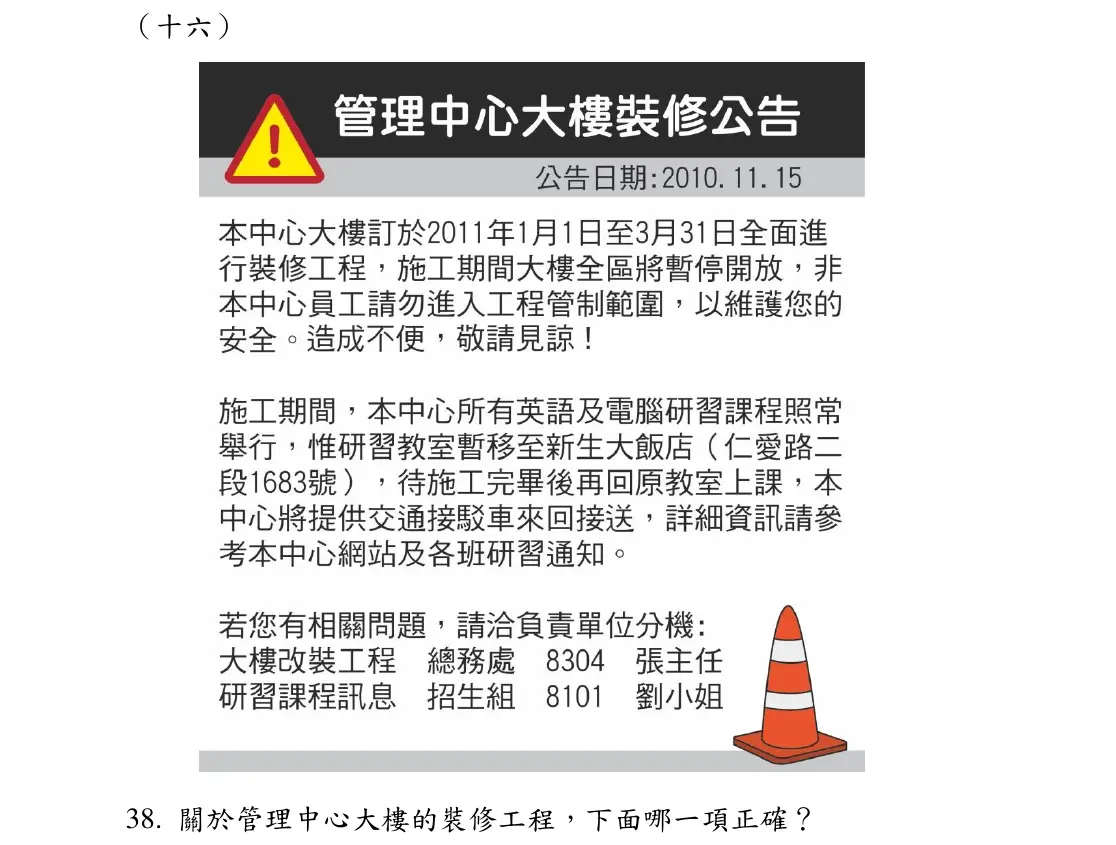 （十六）
管理中心大樓裝修公告
公告日期:2010.11.15
本中心大樓訂於2011年1月1日至3月31日全面進
行裝修工程，施工期間大樓全區將暫停開放，非
本中心員工請勿進入工程管制範圍，以維護您的
安全。造成不便，敬請見諒！
施工期間，本中心所有英語及電腦研習課程照常
舉行，惟研習教室暫移至新生大飯店（仁愛路二
段1683號），待施工完畢後再回原教室上課，本
中心將提供交通接駁車來回接送，詳細資訊請參
考本中心網站及各班研習通知。
若您有相關問題，請洽負責單位分機:
大樓改裝工程　總務處　8304　張主任
研習課程訊息　招生組　8101　劉小姐
38. 關於管理中心大樓的裝修工程，下面哪一項正確？